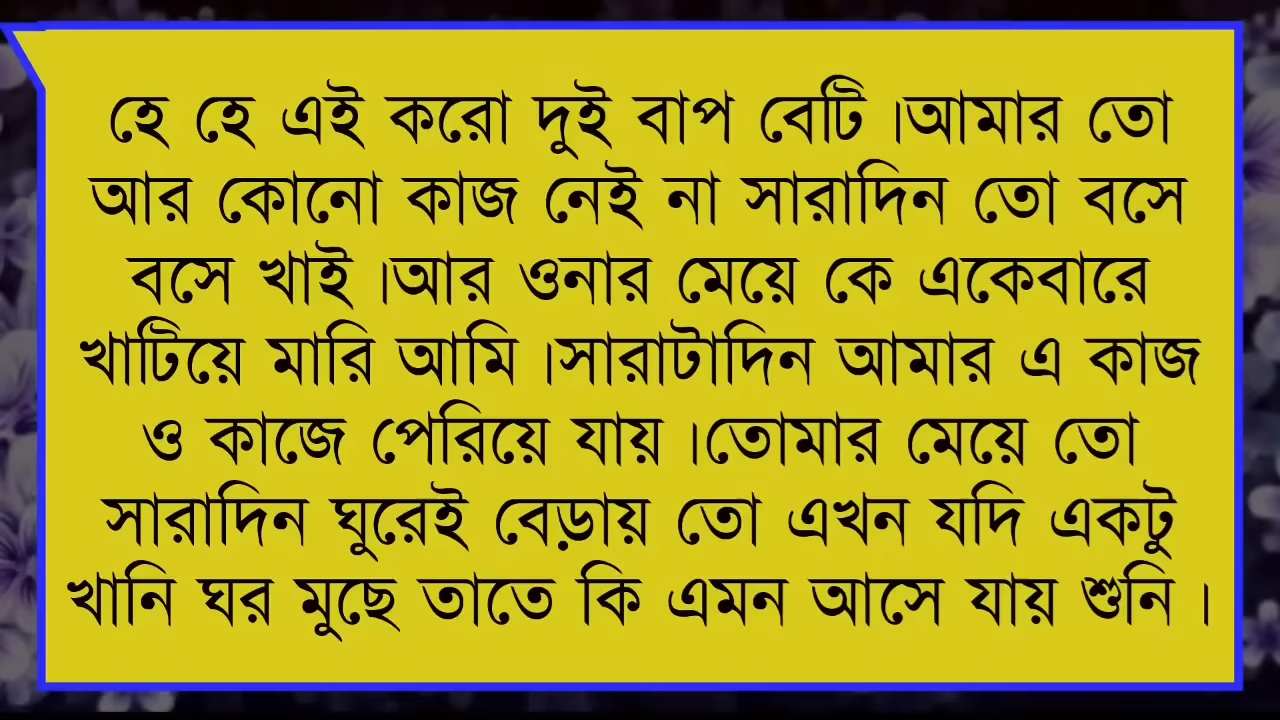 হে হে এই করো দুই বাপ বেটি ।আমার তো
আর কোনো কাজ নেই না সারাদিন তো বসে
বসে খাই ।আর ওনার মেয়ে কে একেবারে
খাটিয়ে মারি আমি ।সারাটাদিন আমার এ কাজ
ও কাজে পেরিয়ে যায় ।তোমার মেয়ে তো
সারাদিন ঘুরেই বেড়ায় তো এখন যদি একটু
খানি ঘর মুছে তাতে কি এমন আসে যায় শুনি ।